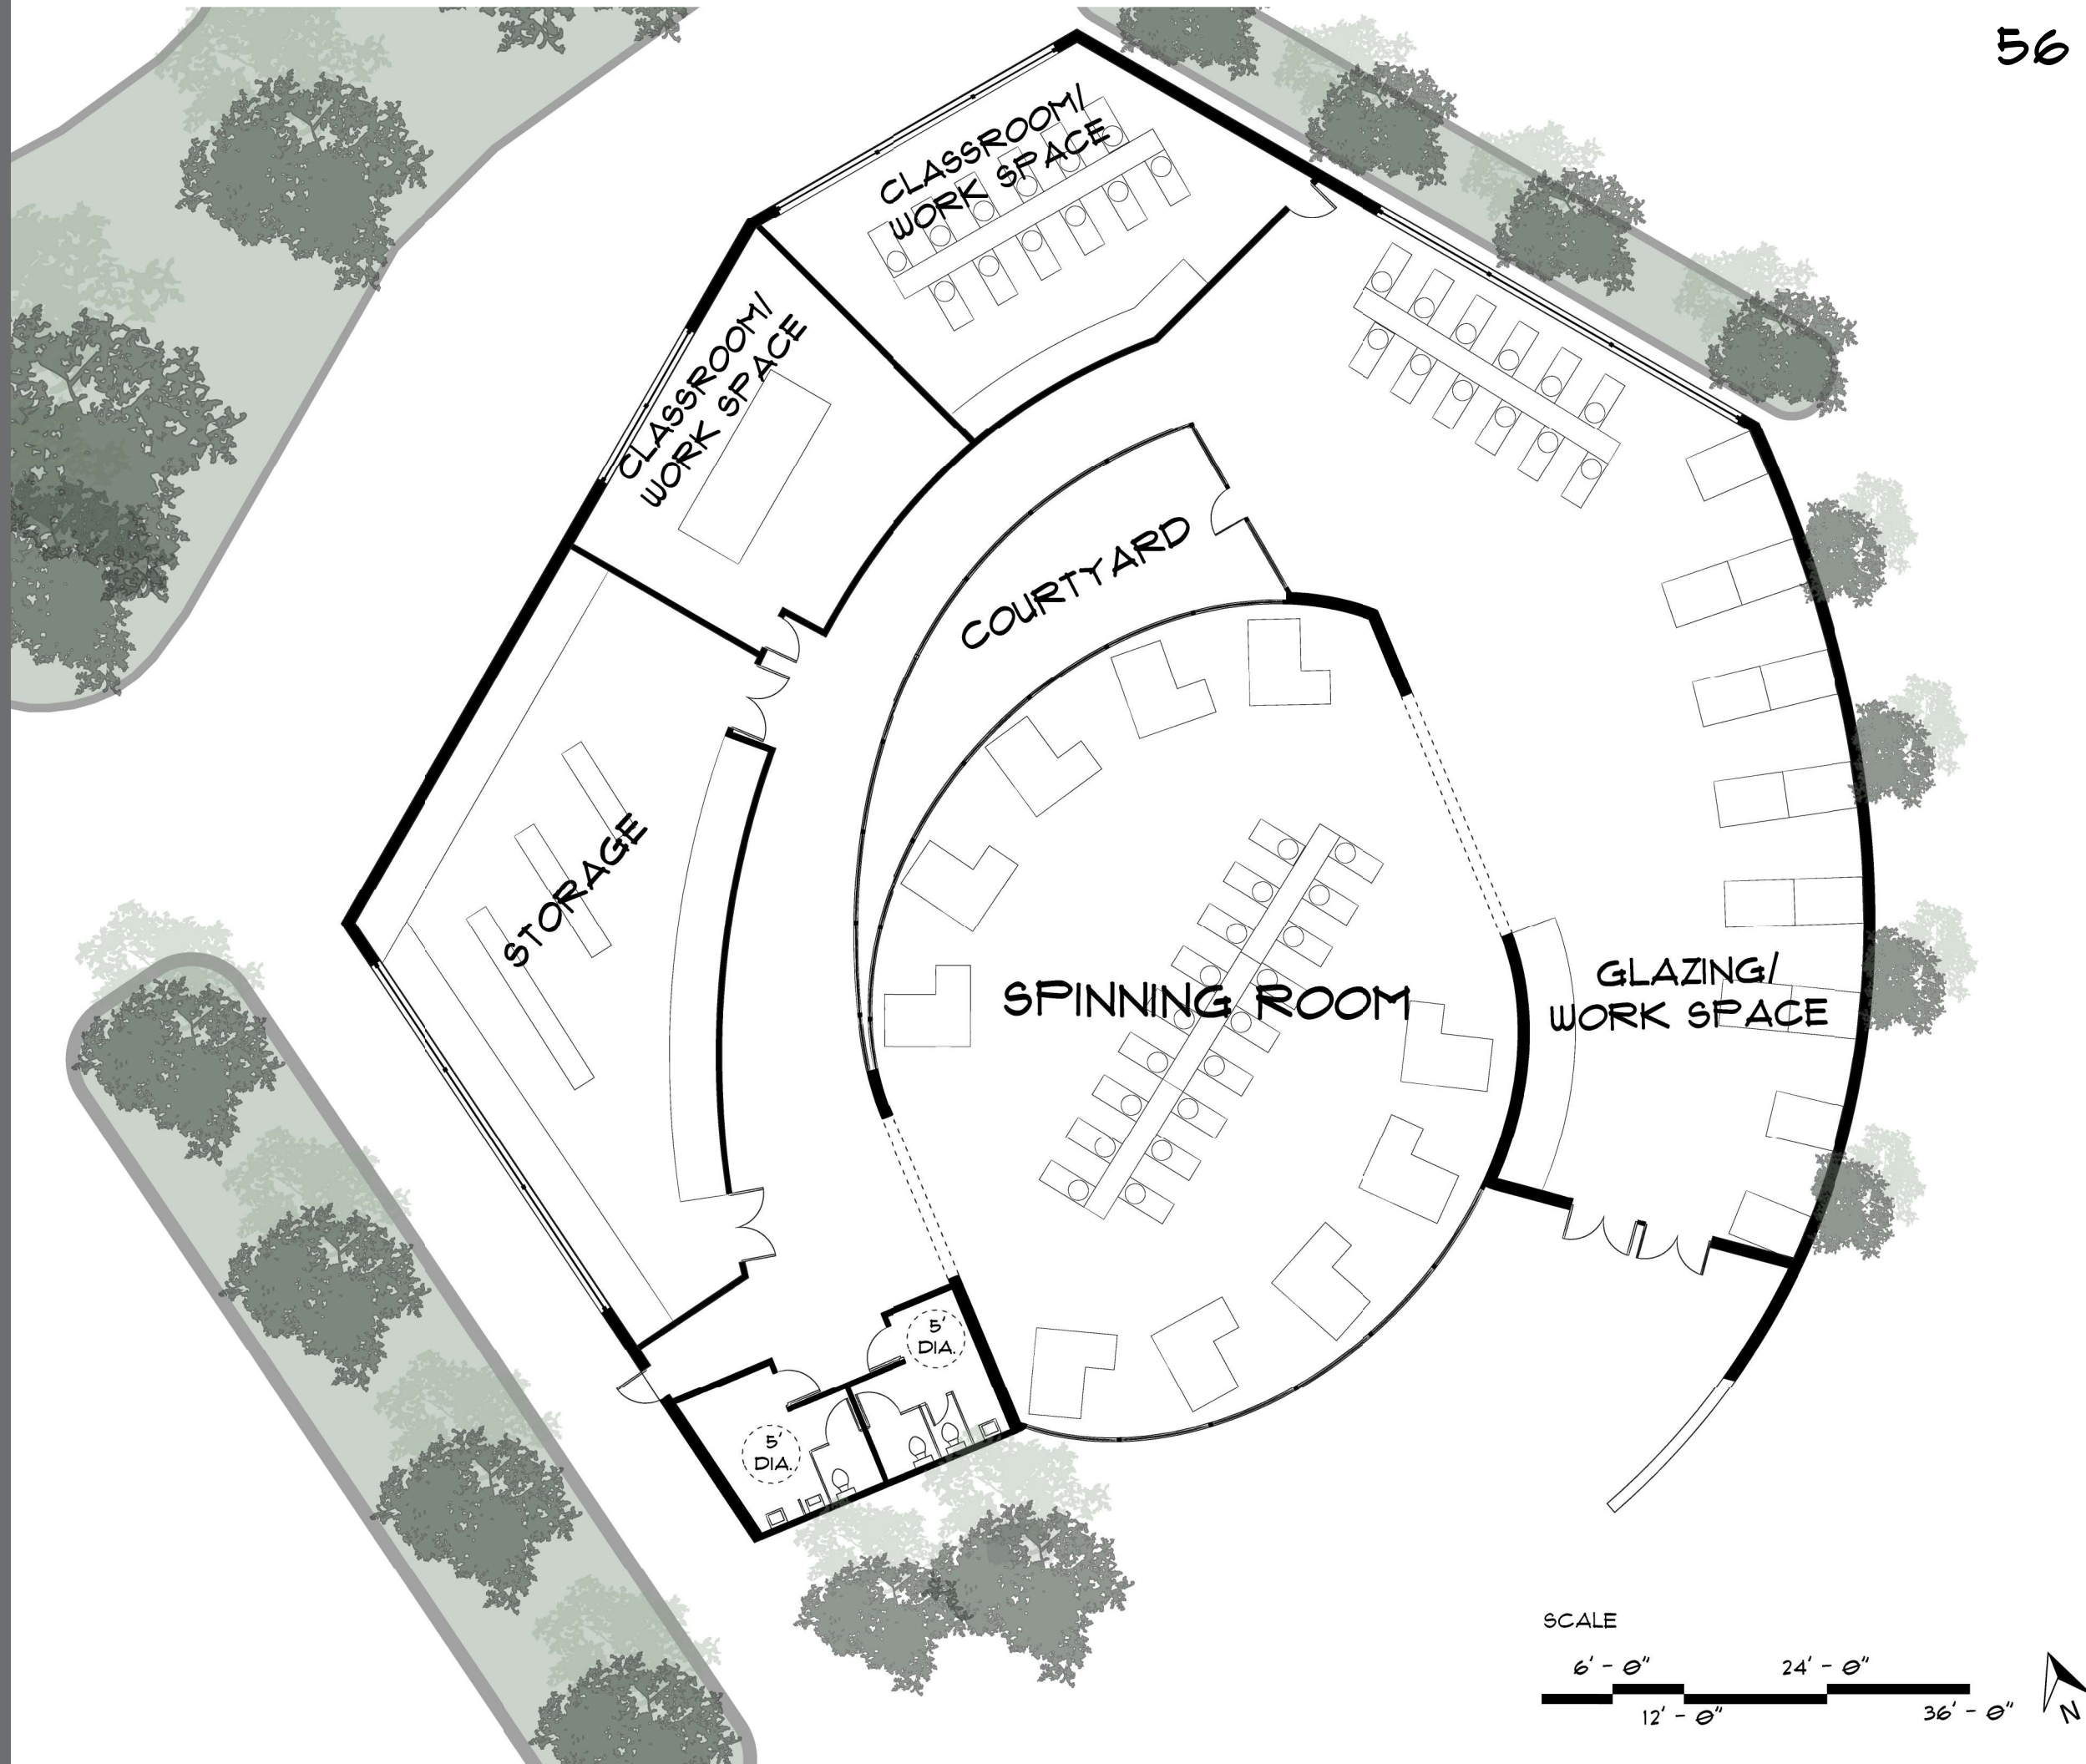 56
CLASSROOM/
WORK SPACE
CLASSROOM/
WORK SPACE
COURTYARD
STORAGE
SPINNING ROOM
GLAZING/
WORK SPACE
5'
DIA.
5'
DIA.
SCALE
6' - 0"
24' - 0"
12' - 0"
36' - 0"
N